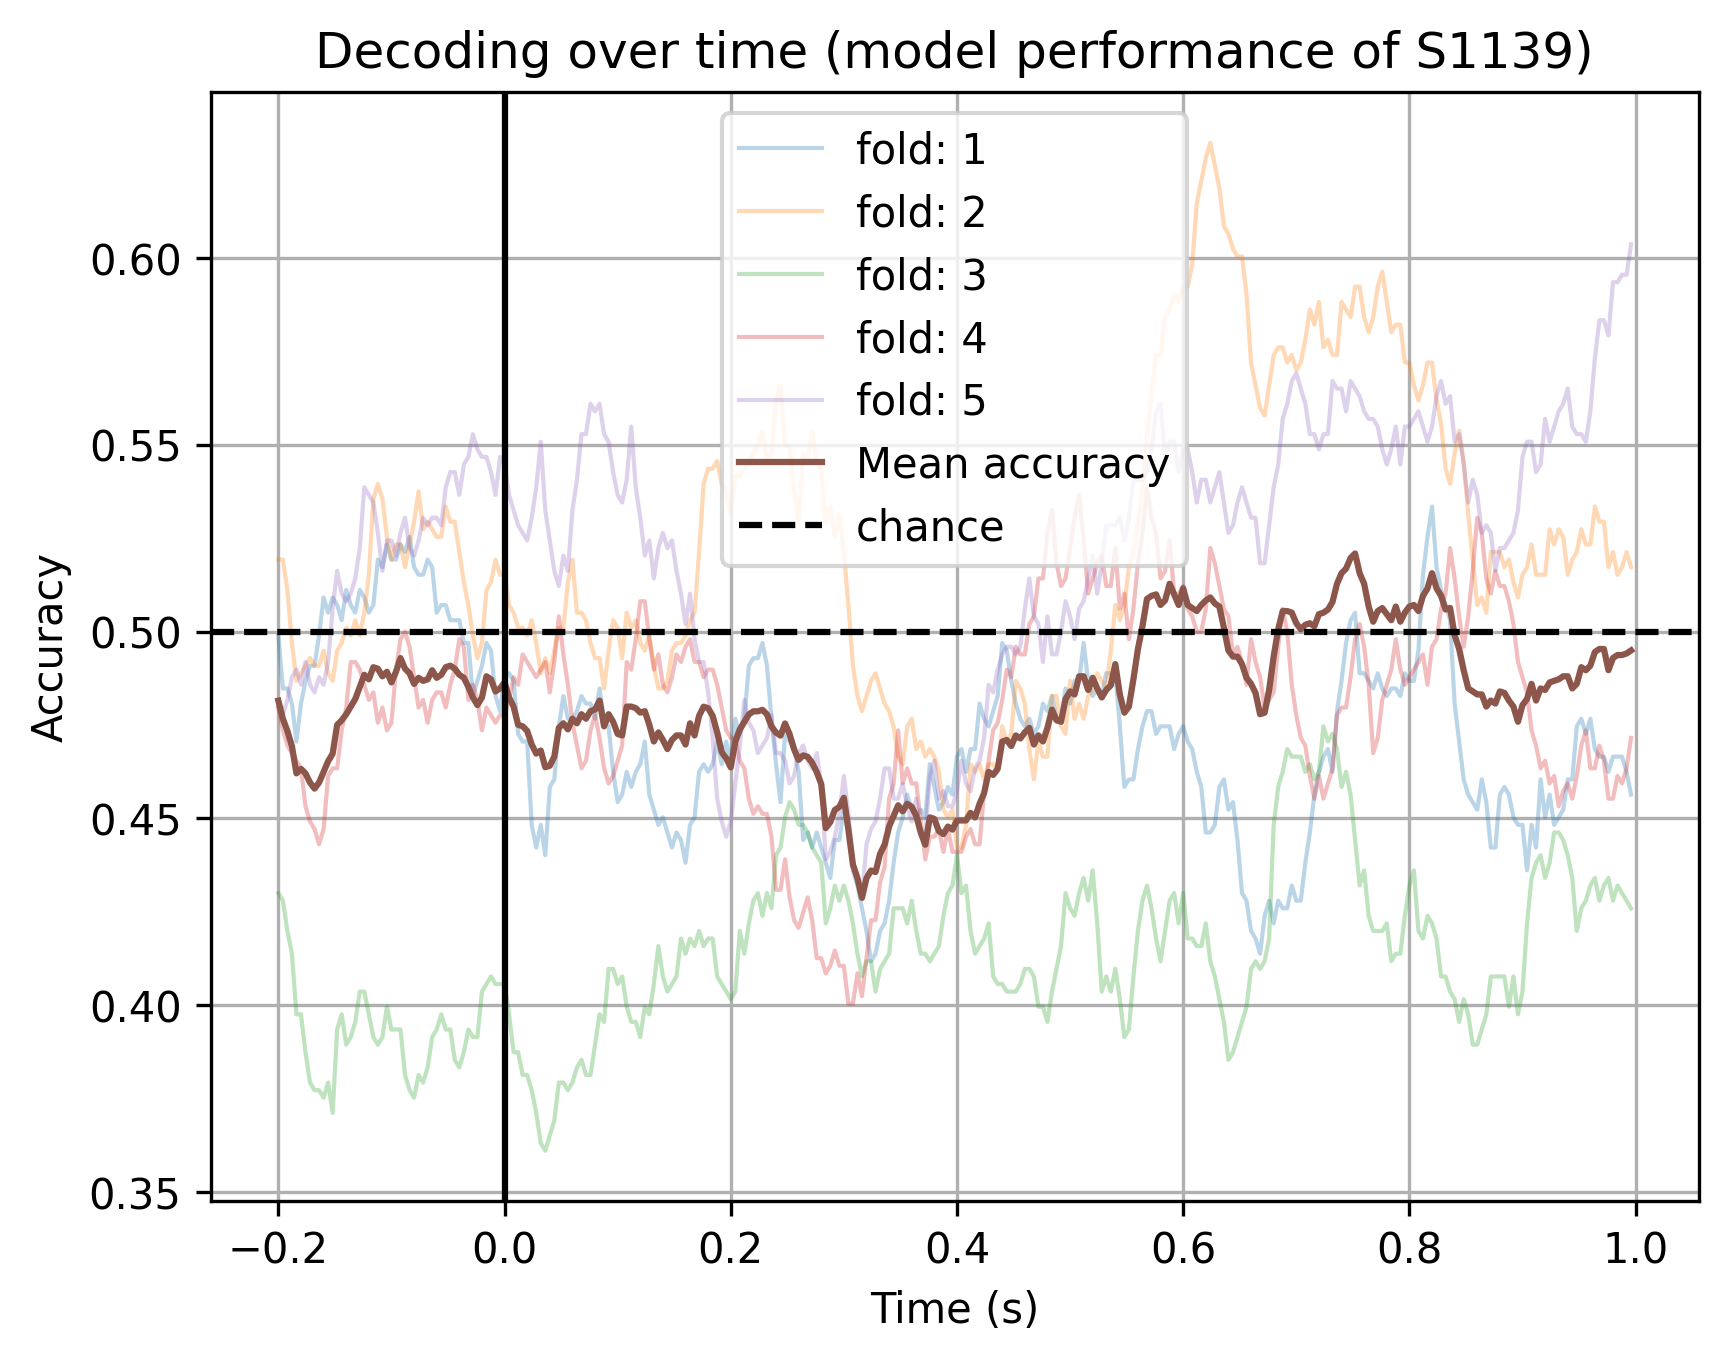 Decoding over time (model performance of S1139)
fold: 1
fold: 2
fold: 3
fold: 4
fold: 5
Mean accuracy
chance
Accuracy
0.60
0.55
0.50
0.45
0.40
0.35
−0.2 0.0 0.2 0.4 0.6 0.8 1.0
Time (s)